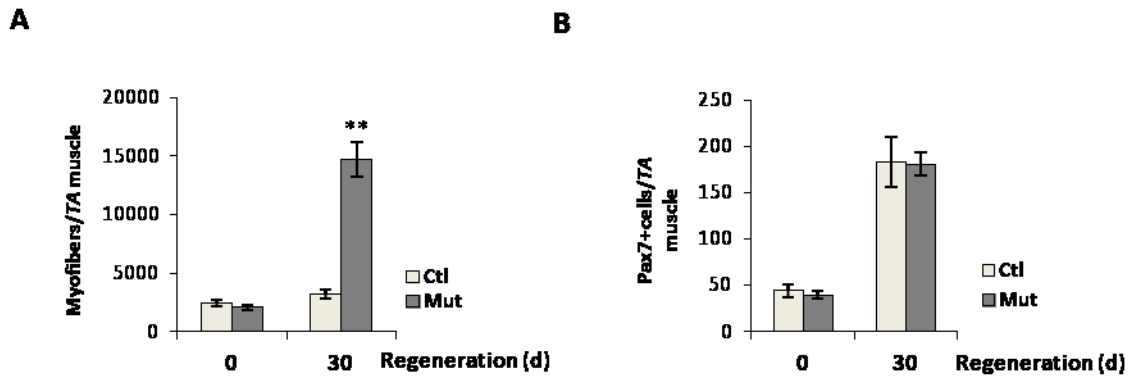 A
B
20000
15000
10000
5000
0
Myofibers/TA muscle
**
Ctl
Mut
0
30
Regeneration (d)
250
200
150
100
50
0
Pax7+cells/TA
muscle
Ctl
Mut
0
30
Regeneration (d)